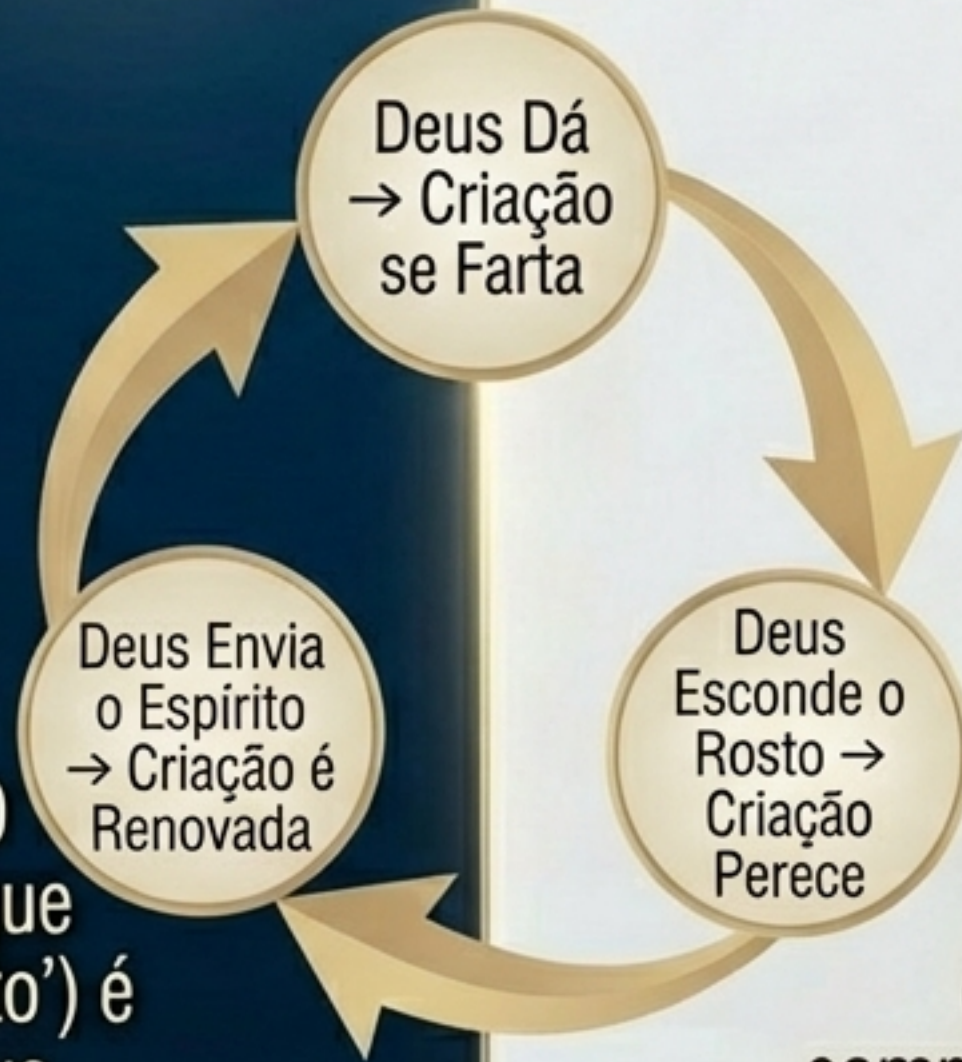 Deus Dá
→ Criação
se Farta
Deus
Esconde o
Rosto →
Criação
Perece
Deus Envia
o Espírito
→ Criação é
Renovada
é